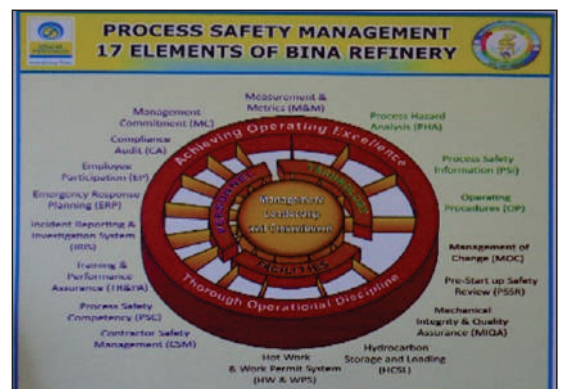 PROCESS SAFETY MANAGEMENT
17 ELEMENTS OF BINA REFINERY
Measurement &
Metrics (M&M)
Process Hazard
Analysis (PHA)
Process Safety
Information (PSI)
Operating
Procedures (OP)
Management of
Change (MOC)
Pre-Start up Safety
Review (PSSR)
Mechanical
Integrity & Quality
Assurance (MIQA)
Hydrocarbon
Storage and Loading
(HCSL)
Hot Work
& Work Permit System
(HW & WPS)
Contractor Safety
Management (CSM)
Process Safety
Competency (PSC)
Training &
Performance
Assurance (TR&PA)
Incident Reporting &
Investigation System
(IRIS)
Emergency Response
Planning (ERP)
Employee
Participation (EP)
Compliance
Audit (CA)
Management
Commitment (MC)
Achieving Operating Excellence
PERSONNEL
TECHNOLOGY
FACILITIES
Management
Leadership
and Commitment
Thorough Operational Discipline